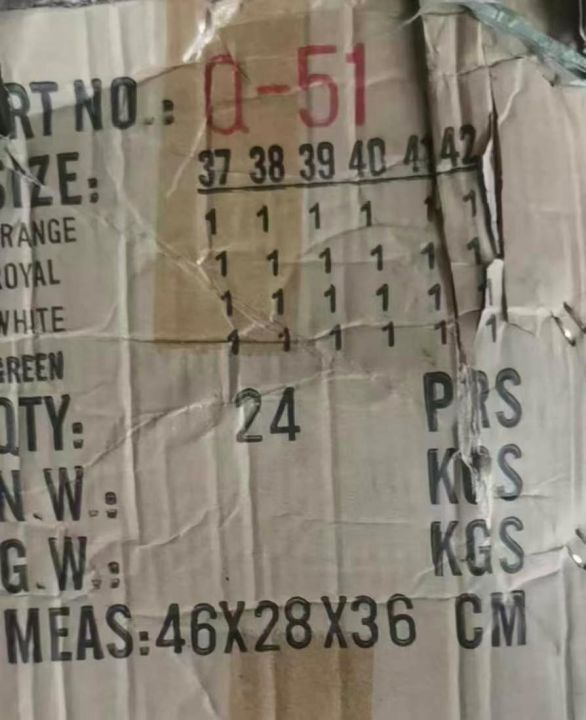 RT NO.: Q-51
SIZE: 37 38 39 40 41 42
RANGE 1 1 1 1 1 1
ROYAL 1 1 1 1 1 1
WHITE 1 1 1 1 1 1
GREEN 1 1 1 1 1 1
QTY: 24 PRS
N.W.: KGS
G.W.: KGS
MEAS:46X28X36 CM